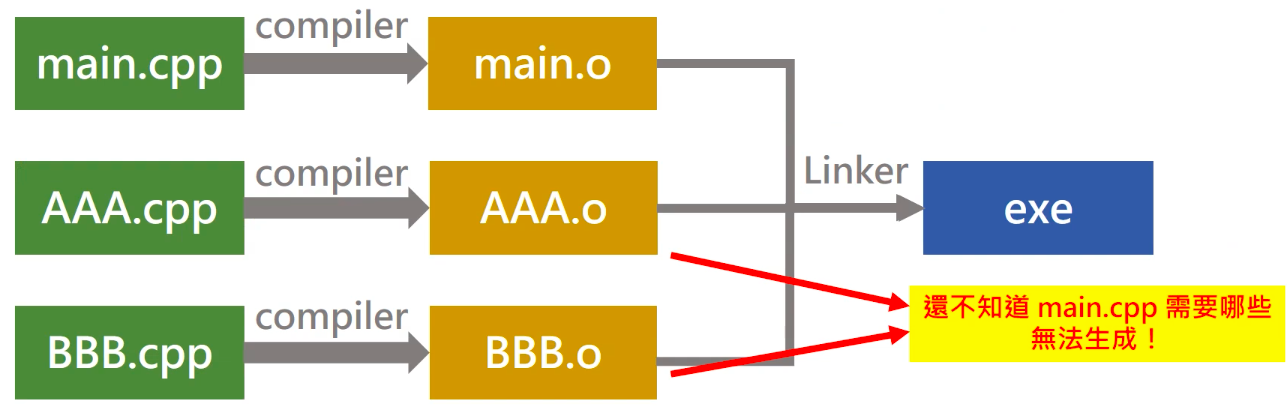 compiler
main.cpp
main.o
compiler
AAA.cpp
AAA.o
Linker
exe
compiler
BBB.cpp
BBB.o
還不知道 main.cpp 需要哪些
無法生成！